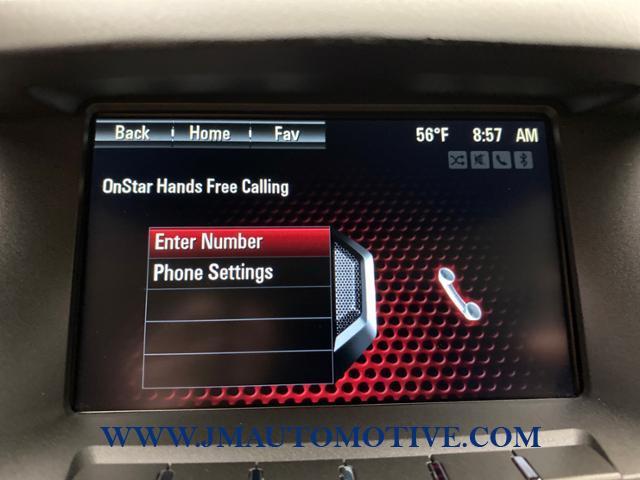 Back Home Fav 56°F 8:57 AM
OnStar Hands Free Calling
Enter Number
Phone Settings
WWW.JMAUTOMOTIVE.COM